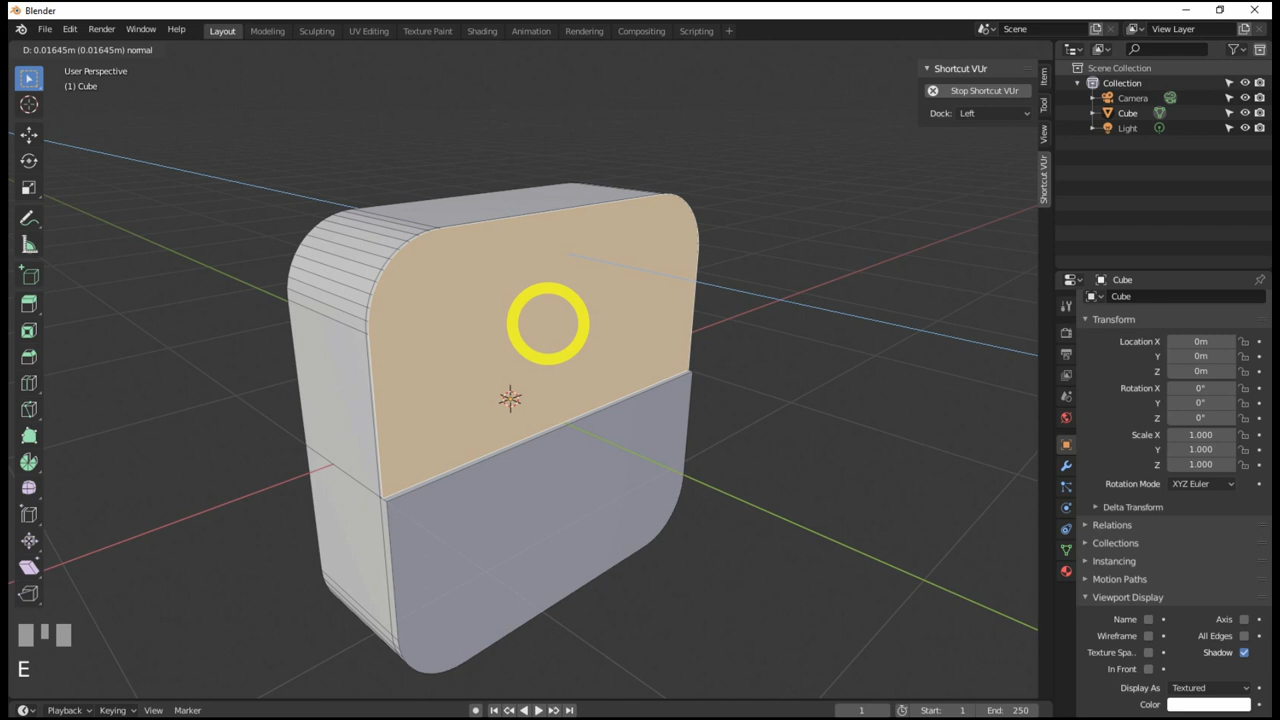 Blender
File Edit Render Window Help Layout Modeling Sculpting UV Editing Texture Paint Shading Animation Rendering Compositing Scripting + Scene View Layer
D: 0.01645m (0.01645m) normal
User Perspective
(1) Cube
Shortcut VUr
Stop Shortcut VUr
Dock: Left
Item
Tool
View
Shortcut VUr
Scene Collection
Collection
Camera
Cube
Light
Cube
Cube
Transform
Location X 0m
Y 0m
Z 0m
Rotation X 0°
Y 0°
Z 0°
Scale X 1.000
Y 1.000
Z 1.000
Rotation Mode XYZ Euler
Delta Transform
Relations
Collections
Instancing
Motion Paths
Viewport Display
Name Axis
Wireframe All Edges
Texture Spa.. Shadow
In Front
Display As Textured
Color
E
Playback Keying View Marker 1 Start: 1 End: 250